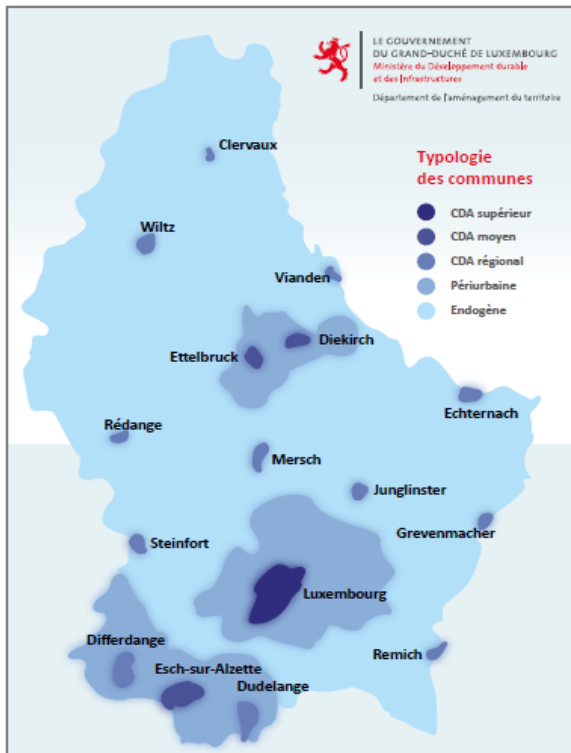 LE GOUVERNEMENT
DU GRAND-DUCHÉ DE LUXEMBOURG
Ministère du Développement durable
et des Infrastructures
Département de l'aménagement du territoire
Typologie
des communes
CDA supérieur
CDA moyen
CDA régional
Périurbaine
Endogène
Clervaux
Wiltz
Vianden
Diekirch
Ettelbruck
Echternach
Rédange
Mersch
Junglinster
Grevenmacher
Steinfort
Luxembourg
Differdange
Remich
Esch-sur-Alzette
Dudelange